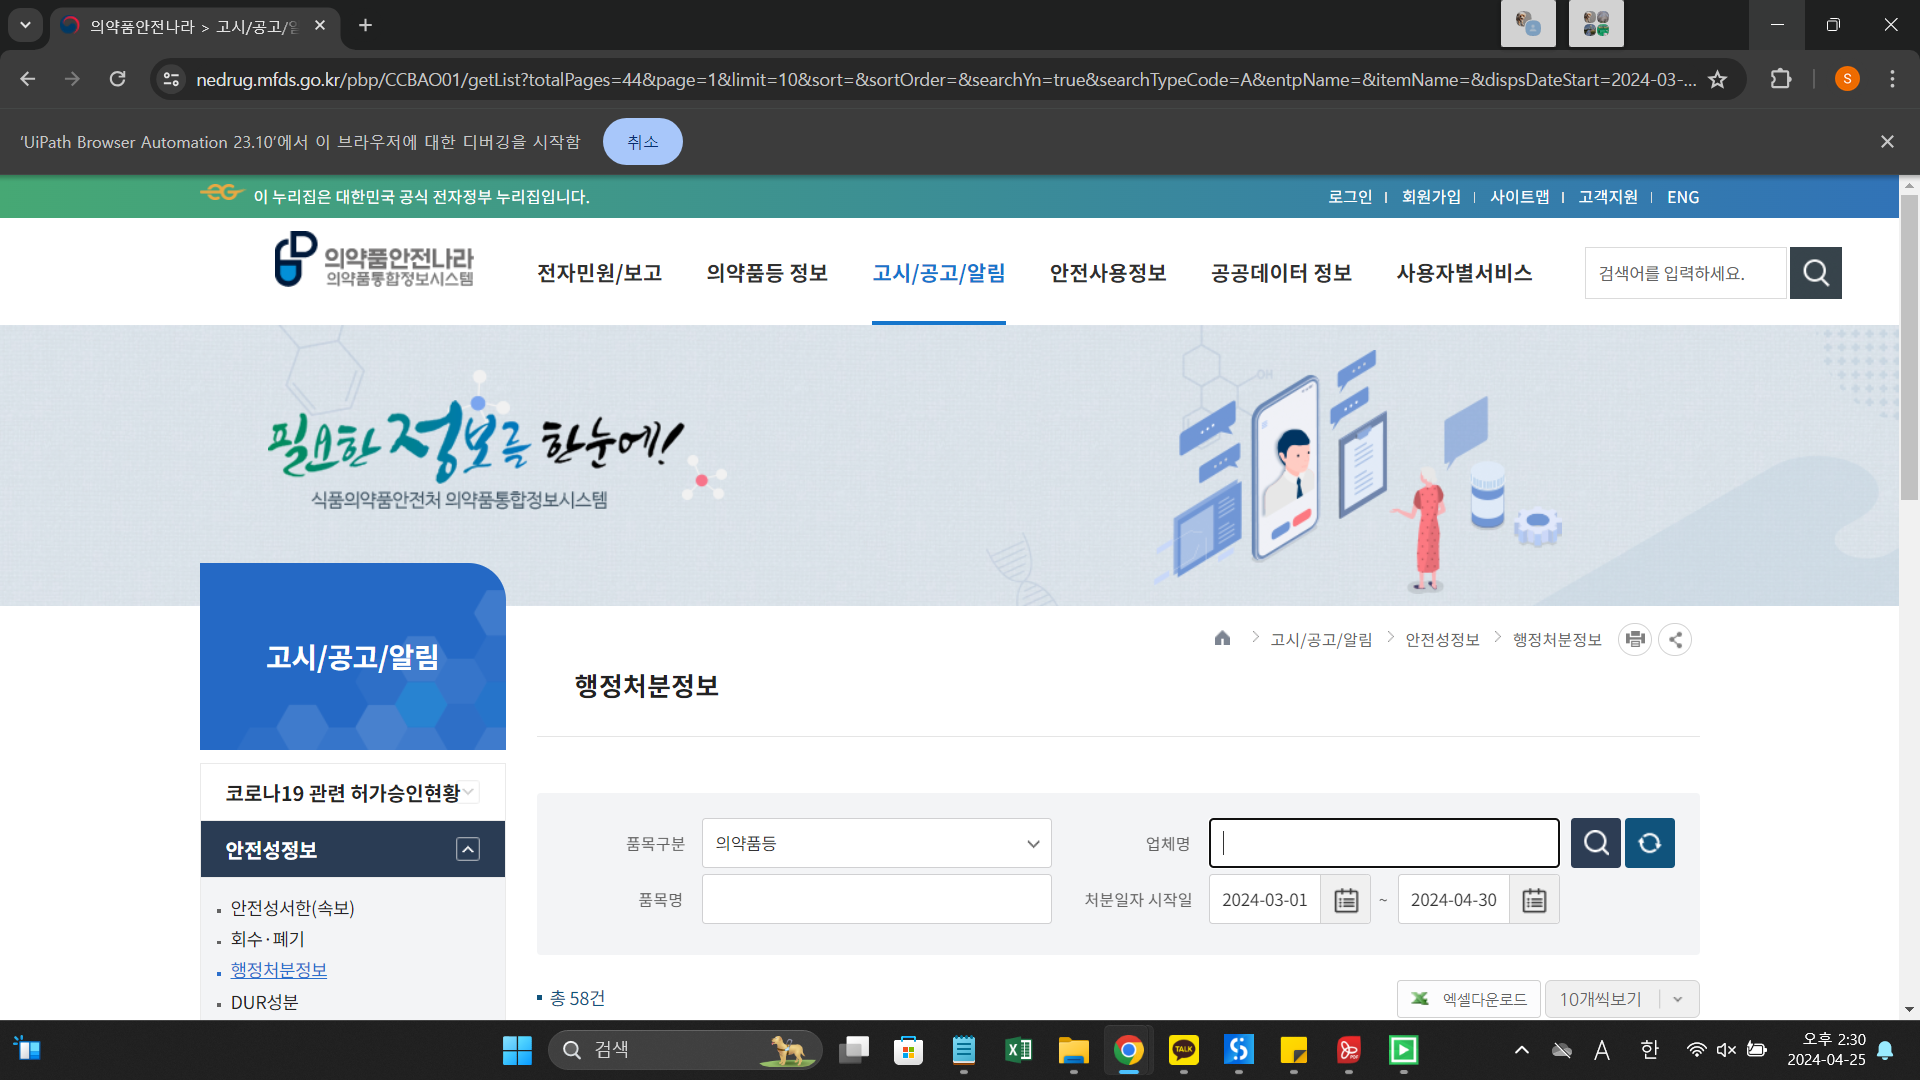 의약품안전나라 > 고시/공고/알
nedrug.mfds.go.kr/pbp/CCBAO01/getList?totalPages=44&page=1&limit=10&sort=&sortOrder=&searchYn=true&searchTypeCode=A&entpName=&itemName=&dispsDateStart=2024-03-...
S
'UiPath Browser Automation 23.10'에서 이 브라우저에 대한 디버깅을 시작함
취소
이 누리집은 대한민국 공식 전자정부 누리집입니다.
로그인 회원가입 사이트맵 고객지원 ENG
의약품안전나라
의약품통합정보시스템
전자민원/보고 의약품등 정보 고시/공고/알림 안전사용정보 공공데이터 정보 사용자별서비스
검색어를 입력하세요.
OH
필요한 정보를 한눈에!
식품의약품안전처 의약품통합정보시스템
고시/공고/알림
고시/공고/알림 > 안전성정보 > 행정처분정보
행정처분정보
코로나19 관련 허가승인현황
안전성정보
안전성서한(속보)
회수·폐기
행정처분정보
DUR성분
품목구분 의약품등 업체명
품목명 처분일자 시작일 2024-03-01 ~ 2024-04-30
총 58건
엑셀다운로드 10개씩보기
검색
TALK
PDF
A 한
오후 2:30
2024-04-25